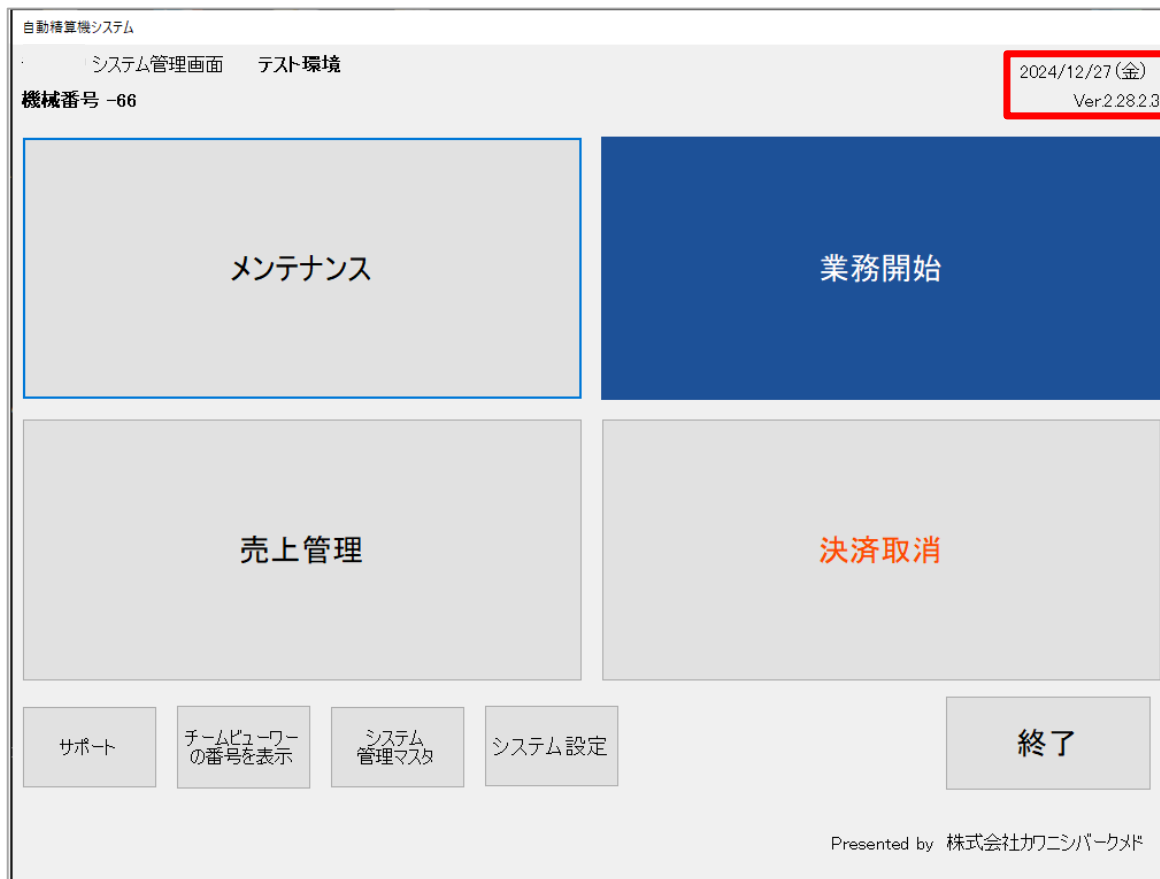 自動精算機システム
システム管理画面 テスト環境
2024/12/27(金)
機械番号 -66
Ver.2.28.2.3
メンテナンス
業務開始
売上管理
決済取消
サポート
チームビューワー
の番号を表示
システム
管理マスタ
システム設定
終了
Presented by 株式会社カワニシバークメド